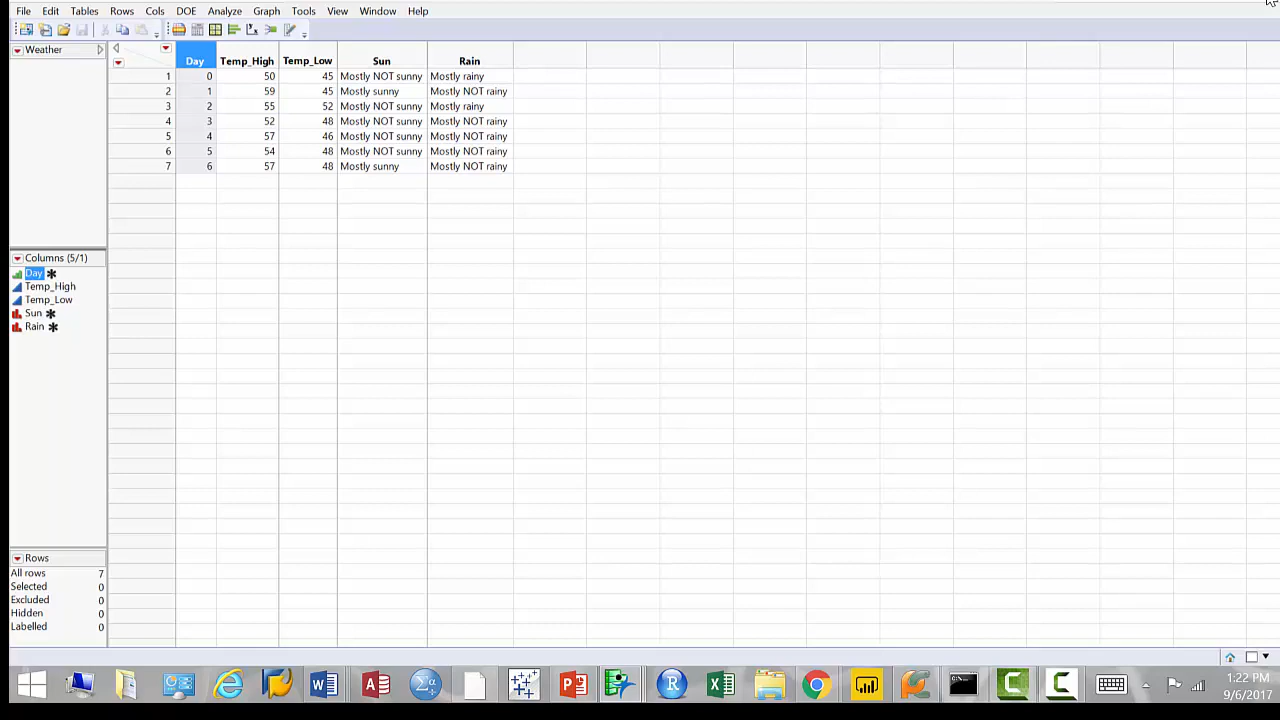 File Edit Tables Rows Cols DOE Analyze Graph Tools View Window Help
Weather
Day Temp_High Temp_Low Sun Rain
1 0 50 45 Mostly NOT sunny Mostly rainy
2 1 59 45 Mostly sunny Mostly NOT rainy
3 2 55 52 Mostly NOT sunny Mostly rainy
4 3 52 48 Mostly NOT sunny Mostly NOT rainy
5 4 57 46 Mostly NOT sunny Mostly NOT rainy
6 5 54 48 Mostly NOT sunny Mostly NOT rainy
7 6 57 48 Mostly sunny Mostly NOT rainy
Columns (5/1)
Day
Temp_High
Temp_Low
Sun
Rain
Rows
All rows 7
Selected 0
Excluded 0
Hidden 0
Labelled 0
1:22 PM
9/6/2017